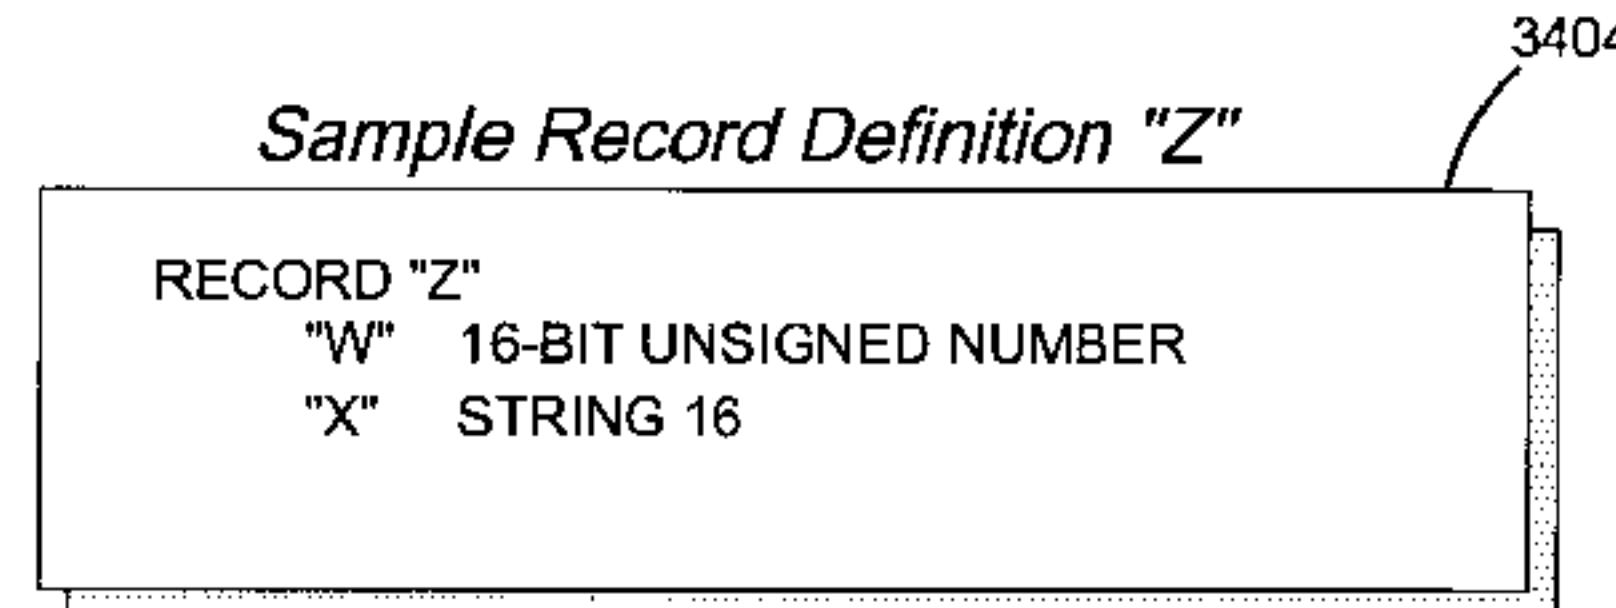 3404
Sample Record Definition "Z"
RECORD "Z"
"W" 16-BIT UNSIGNED NUMBER
"X" STRING 16